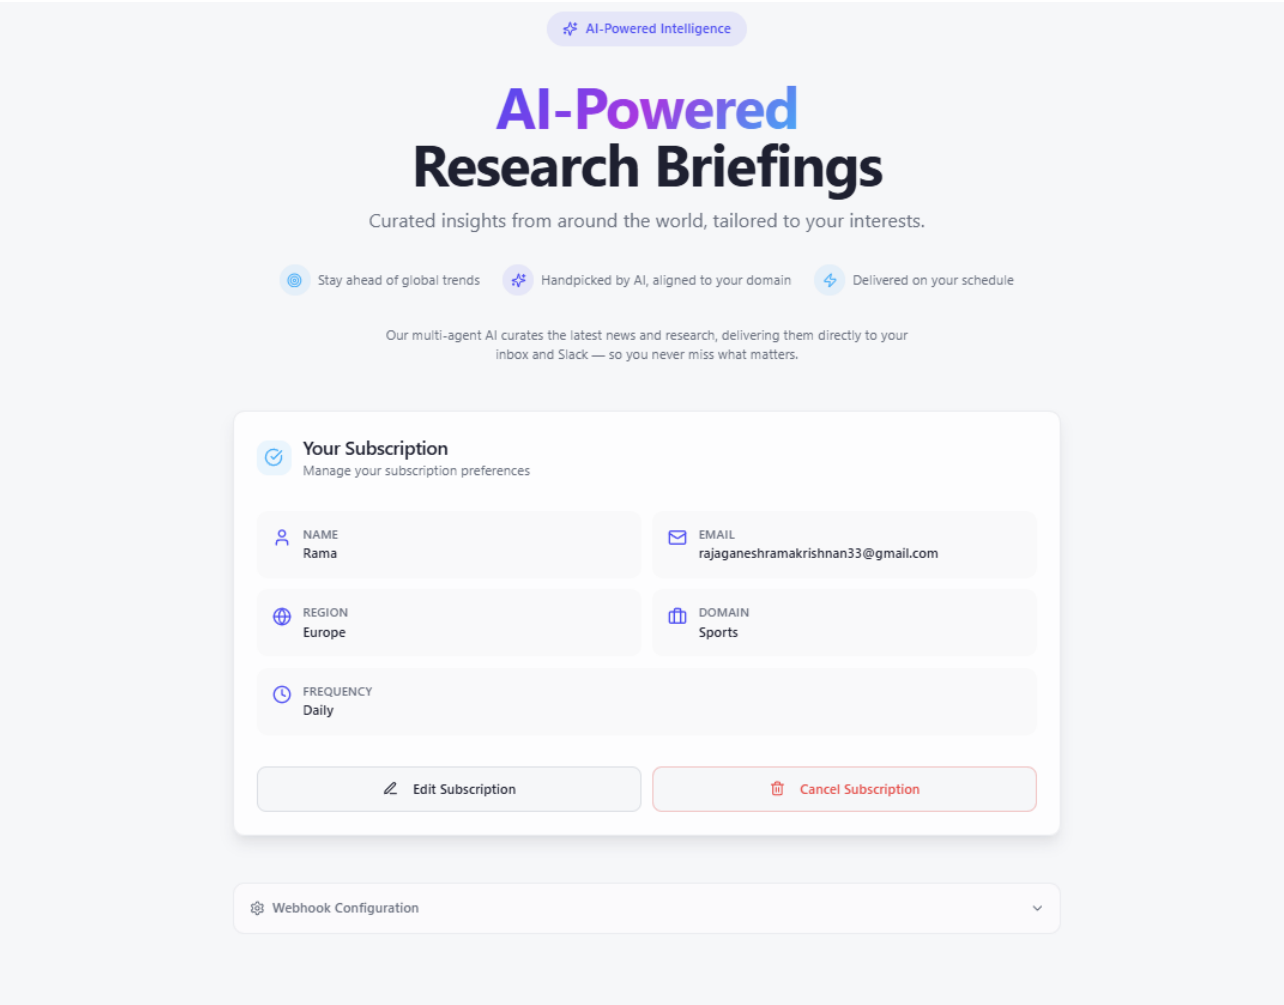 AI-Powered Intelligence
AI-Powered
Research Briefings
Curated insights from around the world, tailored to your interests.
Stay ahead of global trends
Handpicked by AI, aligned to your domain
Delivered on your schedule
Our multi-agent AI curates the latest news and research, delivering them directly to your
inbox and Slack — so you never miss what matters.
Your Subscription
Manage your subscription preferences
NAME
Rama
EMAIL
rajaganeshramakrishnan33@gmail.com
REGION
Europe
DOMAIN
Sports
FREQUENCY
Daily
Edit Subscription
Cancel Subscription
Webhook Configuration